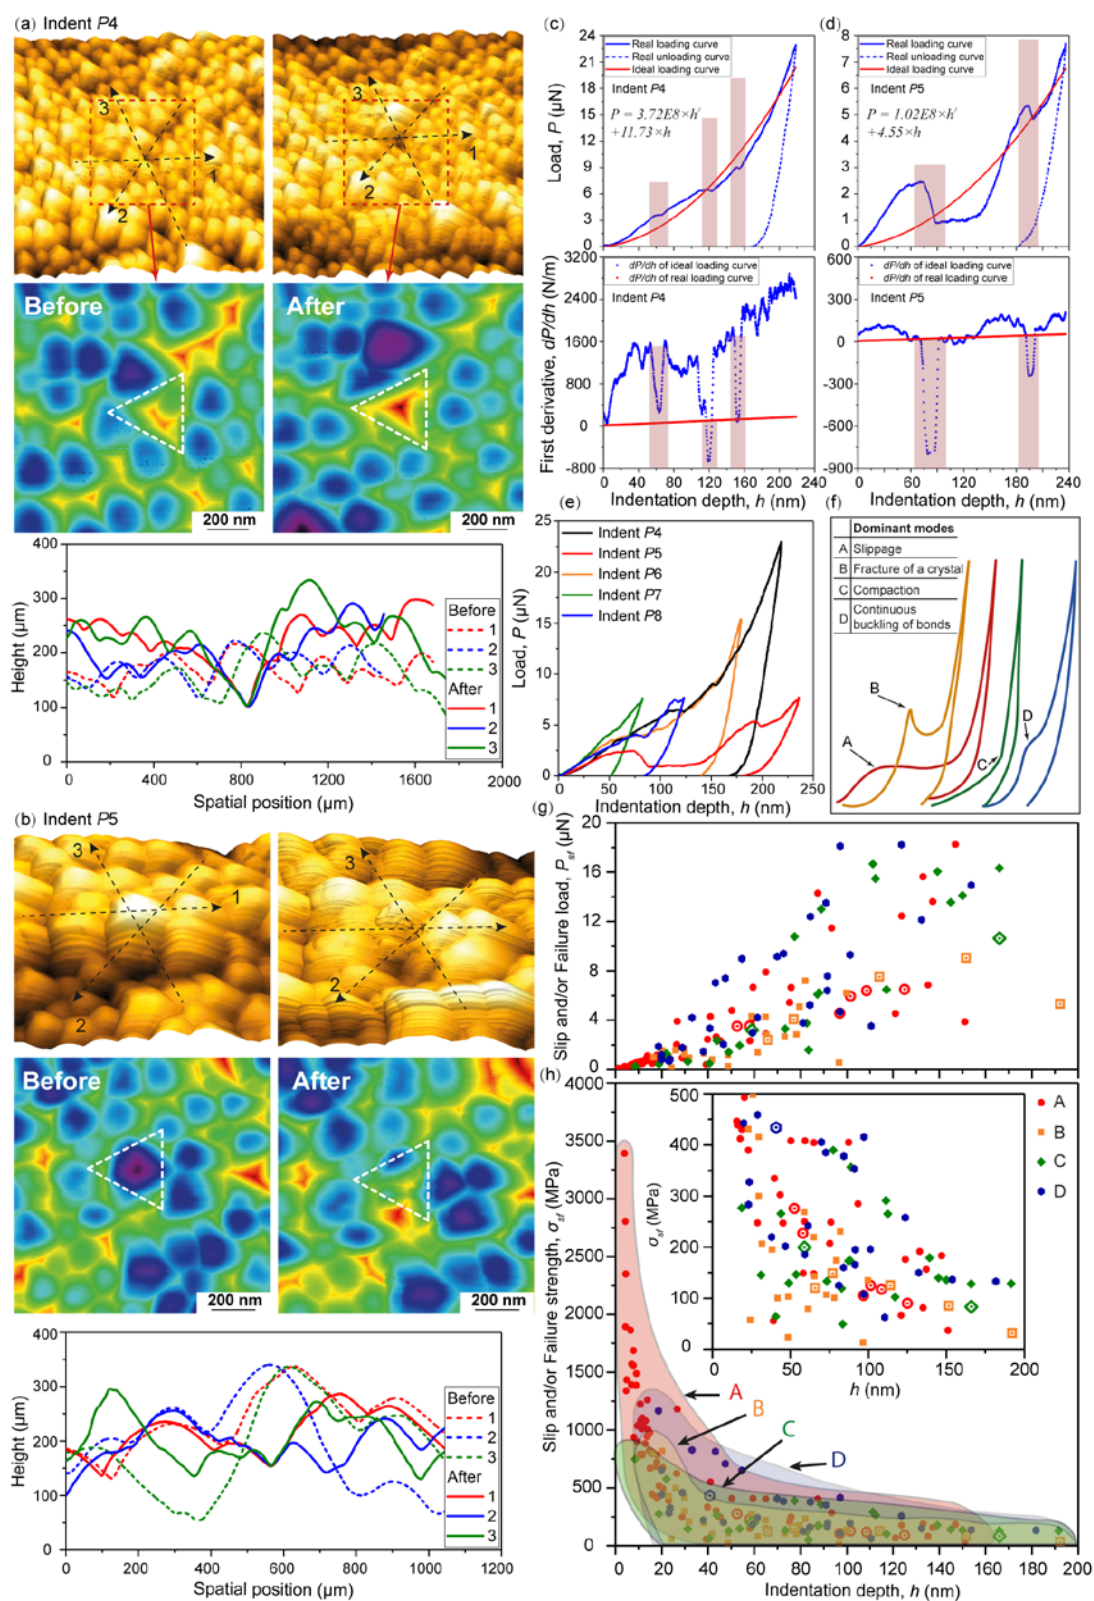 (a) Indent P4
3
1
2
3
1
2
Before
After
200 nm
200 nm
400
300
200
100
0
Height (μm)
0
400
800
1200
1600
2000
Spatial position (μm)
Before
1
2
3
After
1
2
3
(b) Indent P5
3
1
2
3
1
2
Before
After
200 nm
200 nm
400
300
200
100
0
Height (μm)
0
200
400
600
800
1000
1200
Spatial position (μm)
Before
1
2
3
After
1
2
3
(c)
24
21
18
15
12
9
6
3
0
Load, P (μN)
Real loading curve
Real unloading curve
Ideal loading curve
Indent P4
P = 3.72E8×h²
+11.73×h
3200
2400
1600
800
0
-800
First derivative, dP/dh (N/m)
dP/dh of ideal loading curve
dP/dh of real loading curve
Indent P4
0
40
80
120
160
200
240
Indentation depth, h (nm)
(d)
8
7
6
5
4
3
2
1
0
Real loading curve
Real unloading curve
Ideal loading curve
Indent P5
P = 1.02E8×h²
+4.55×h
600
300
0
-300
-600
-900
dP/dh of ideal loading curve
dP/dh of real loading curve
Indent P5
0
60
120
180
240
Indentation depth, h (nm)
(e)
25
20
15
10
5
0
Load, P (μN)
Indent P4
Indent P5
Indent P6
Indent P7
Indent P8
0
50
100
150
200
250
Indentation depth, h (nm)
(f)
Dominant modes
A Slippage
B Fracture of a crystal
C Compaction
D Continuous
buckling of bonds
B
A
C
D
(g)
20
16
12
8
4
0
Slip and/or Failure load, Psf (μN)
(h)
4000
3500
3000
2500
2000
1500
1000
500
0
Slip and/or Failure strength, σsf (MPa)
500
400
300
200
100
0
σsf (MPa)
0
50
100
150
200
h (nm)
A
B
C
D
A
B
C
D
0
20
40
60
80
100
120
140
160
180
200
Indentation depth, h (nm)